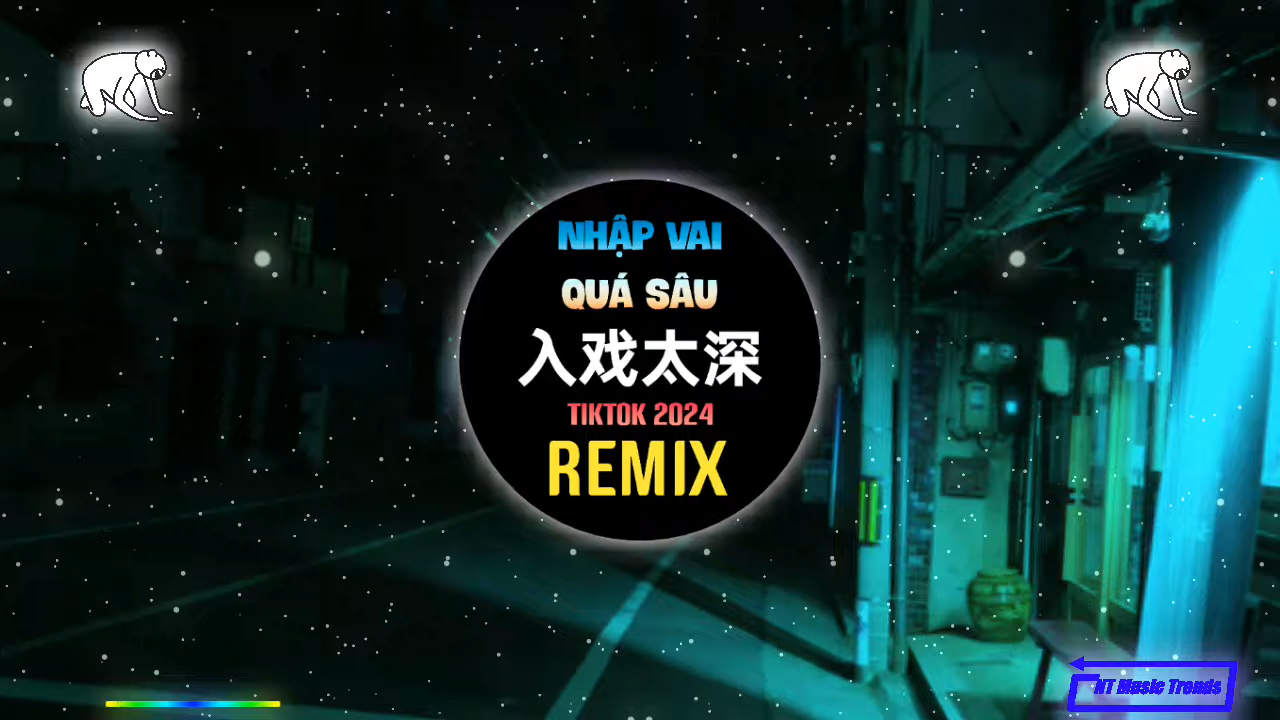 NHẬP VAI
QUÁ SÂU
入戏太深
TIKTOK 2024
REMIX
NT Music Trends